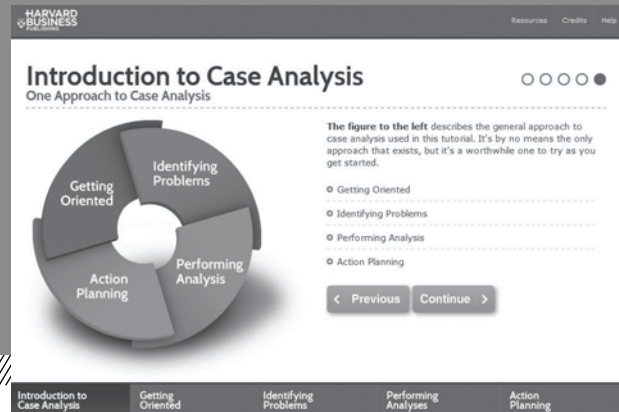 HARVARD
BUSINESS
PUBLISHING
Resources Credits Help
Introduction to Case Analysis
One Approach to Case Analysis
Getting
Oriented
Identifying
Problems
Performing
Analysis
Action
Planning
The figure to the left describes the general approach to
case analysis used in this tutorial. It's by no means the only
approach that exists, but it's a worthwhile one to try as you
get started.
Getting Oriented
Identifying Problems
Performing Analysis
Action Planning
< Previous Continue >
Introduction to
Case Analysis
Getting
Oriented
Identifying
Problems
Performing
Analyses
Action
Planning